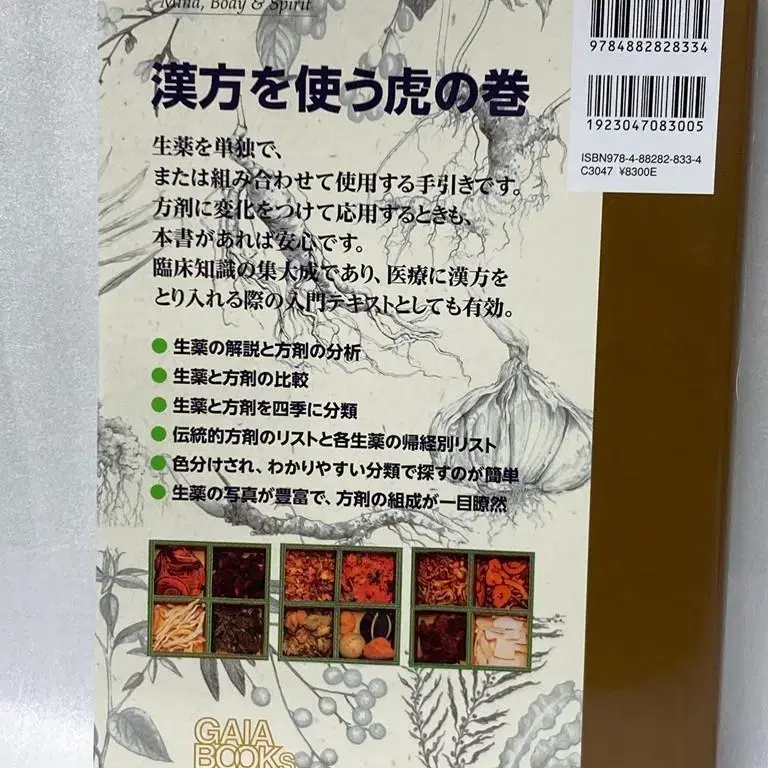 Mind, Body & Spirit
9784882828334
1923047083005
ISBN978-4-88282-833-4
C3047 ¥8300E
漢方を使う虎の巻
生薬を単独で、
または組み合わせて使用する手引きです。
方剤に変化をつけて応用するときも、
本書があれば安心です。
臨床知識の集大成であり、医療に漢方を
とり入れる際の入門テキストとしても有効。
● 生薬の解説と方剤の分析
● 生薬と方剤の比較
● 生薬と方剤を四季に分類
● 伝統的方剤のリストと各生薬の帰経別リスト
● 色分けされ、わかりやすい分類で探すのが簡単
● 生薬の写真が豊富で、方剤の組成が一目瞭然
GAIA
BOOKS